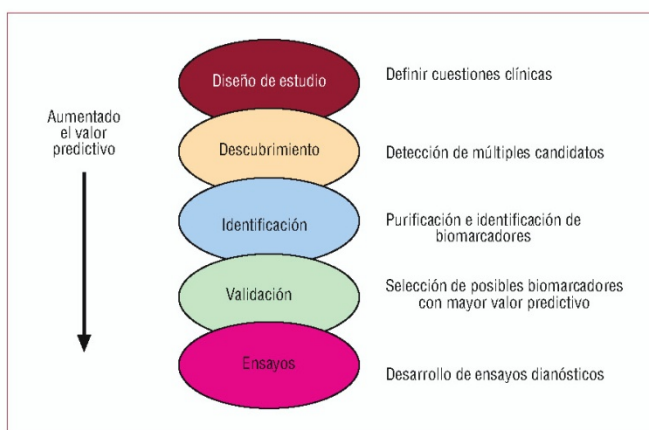 Diseño de estudio
Definir cuestiones clínicas
Aumentado
el valor
predictivo
Descubrimiento
Detección de múltiples candidatos
Identificación
Purificación e identificación de
biomarcadores
Validación
Selección de posibles biomarcadores
con mayor valor predictivo
Ensayos
Desarrollo de ensayos dianósticos